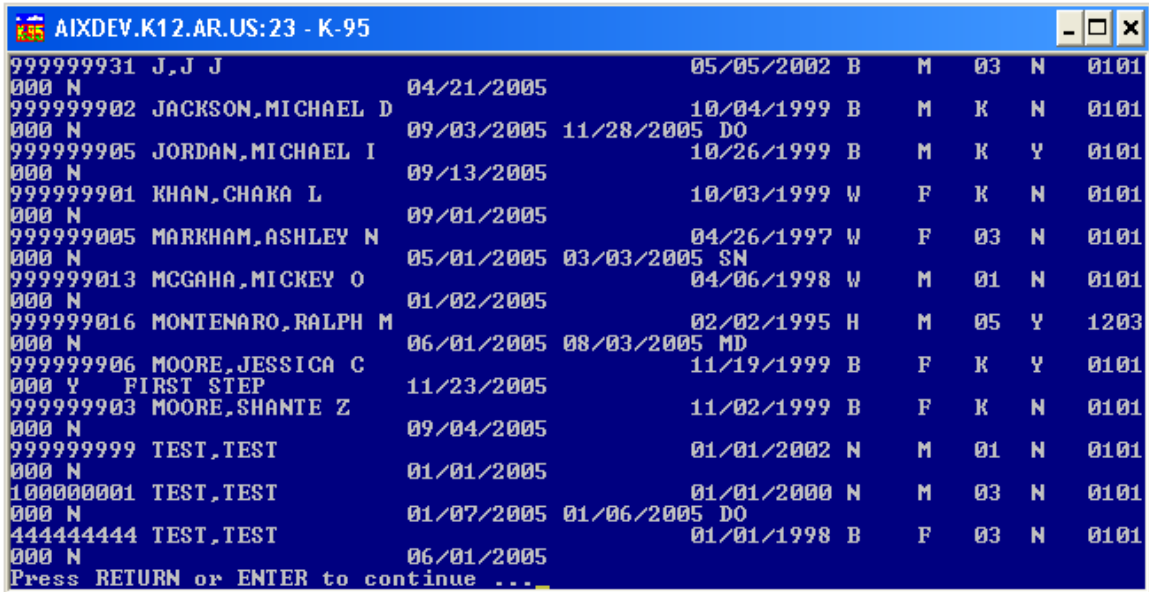 K-95 AIXDEV.K12.AR.US:23 - K-95
999999931 J,J J 05/05/2002 B M 03 N 0101
000 N 04/21/2005
999999902 JACKSON,MICHAEL D 10/04/1999 B M K N 0101
000 N 09/03/2005 11/28/2005 DO
999999905 JORDAN,MICHAEL I 10/26/1999 B M K Y 0101
000 N 09/13/2005
999999901 KHAN,CHAKA L 10/03/1999 W F K N 0101
000 N 09/01/2005
999999005 MARKHAM,ASHLEY N 04/26/1997 W F 03 N 0101
000 N 05/01/2005 03/03/2005 SN
999999013 MCGAHA,MICKEY O 04/06/1998 W M 01 N 0101
000 N 01/02/2005
999999016 MONTENARO,RALPH M 02/02/1995 H M 05 Y 1203
000 N 06/01/2005 08/03/2005 MD
999999906 MOORE,JESSICA C 11/19/1999 B F K Y 0101
000 Y FIRST STEP 11/23/2005
999999903 MOORE,SHANTE Z 11/02/1999 B F K N 0101
000 N 09/04/2005
999999999 TEST,TEST 01/01/2002 N M 01 N 0101
000 N 01/01/2005
100000001 TEST,TEST 01/01/2000 N M 03 N 0101
000 N 01/07/2005 01/06/2005 DO
444444444 TEST,TEST 01/01/1998 B F 03 N 0101
000 N 06/01/2005
Press RETURN or ENTER to continue ..._